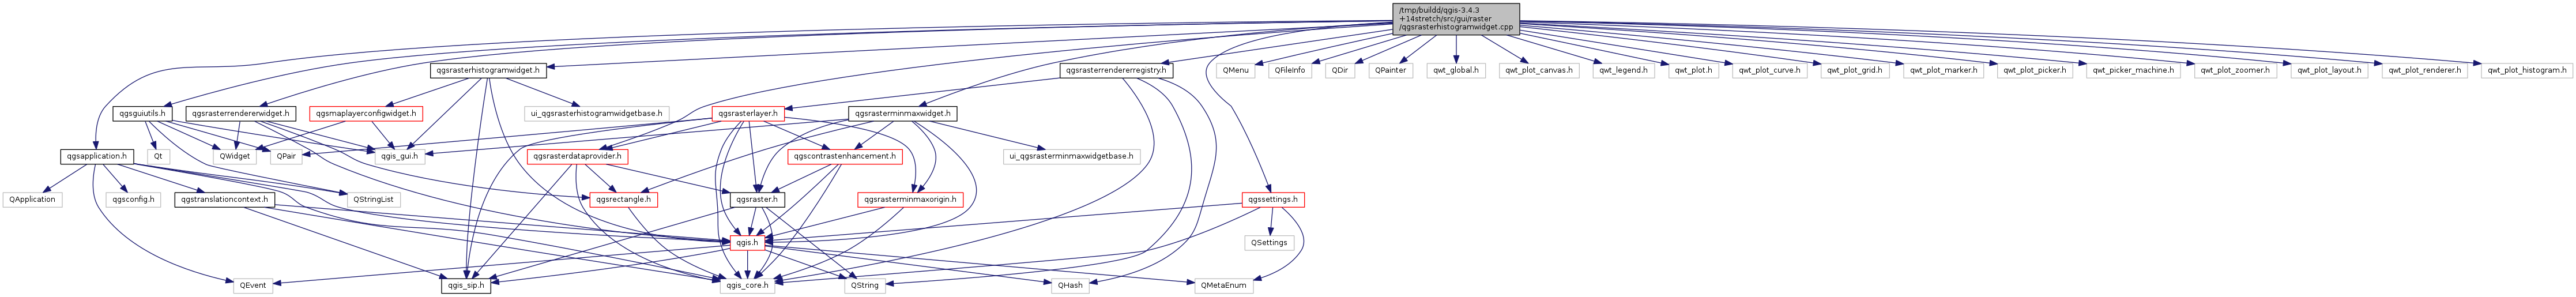 /tmp/buildd/qgis-3.4.3
+14stretch/src/gui/raster
/qgsrasterhistogramwidget.cpp
qgsrasterhistogramwidget.h
qgsrasterrendererregistry.h
QMenu
QFileInfo
QDir
QPainter
qwt_global.h
qwt_plot_canvas.h
qwt_legend.h
qwt_plot.h
qwt_plot_curve.h
qwt_plot_grid.h
qwt_plot_marker.h
qwt_plot_picker.h
qwt_picker_machine.h
qwt_plot_zoomer.h
qwt_plot_layout.h
qwt_plot_renderer.h
qwt_plot_histogram.h
qgsguiutils.h
qgsrasterrendererwidget.h
qgsmaplayerconfigwidget.h
ui_qgsrasterhistogramwidgetbase.h
qgsrasterlayer.h
qgsrasterminmaxwidget.h
qgsapplication.h
Qt
QWidget
QPair
qgis_gui.h
qgsrasterdataprovider.h
qgscontrastenhancement.h
ui_qgsrasterminmaxwidgetbase.h
QApplication
qgsconfig.h
qgstranslationcontext.h
QStringList
qgsrectangle.h
qgsraster.h
qgsrasterminmaxorigin.h
qgssettings.h
qgis.h
QSettings
QEvent
qgis_sip.h
qgis_core.h
QString
QHash
QMetaEnum